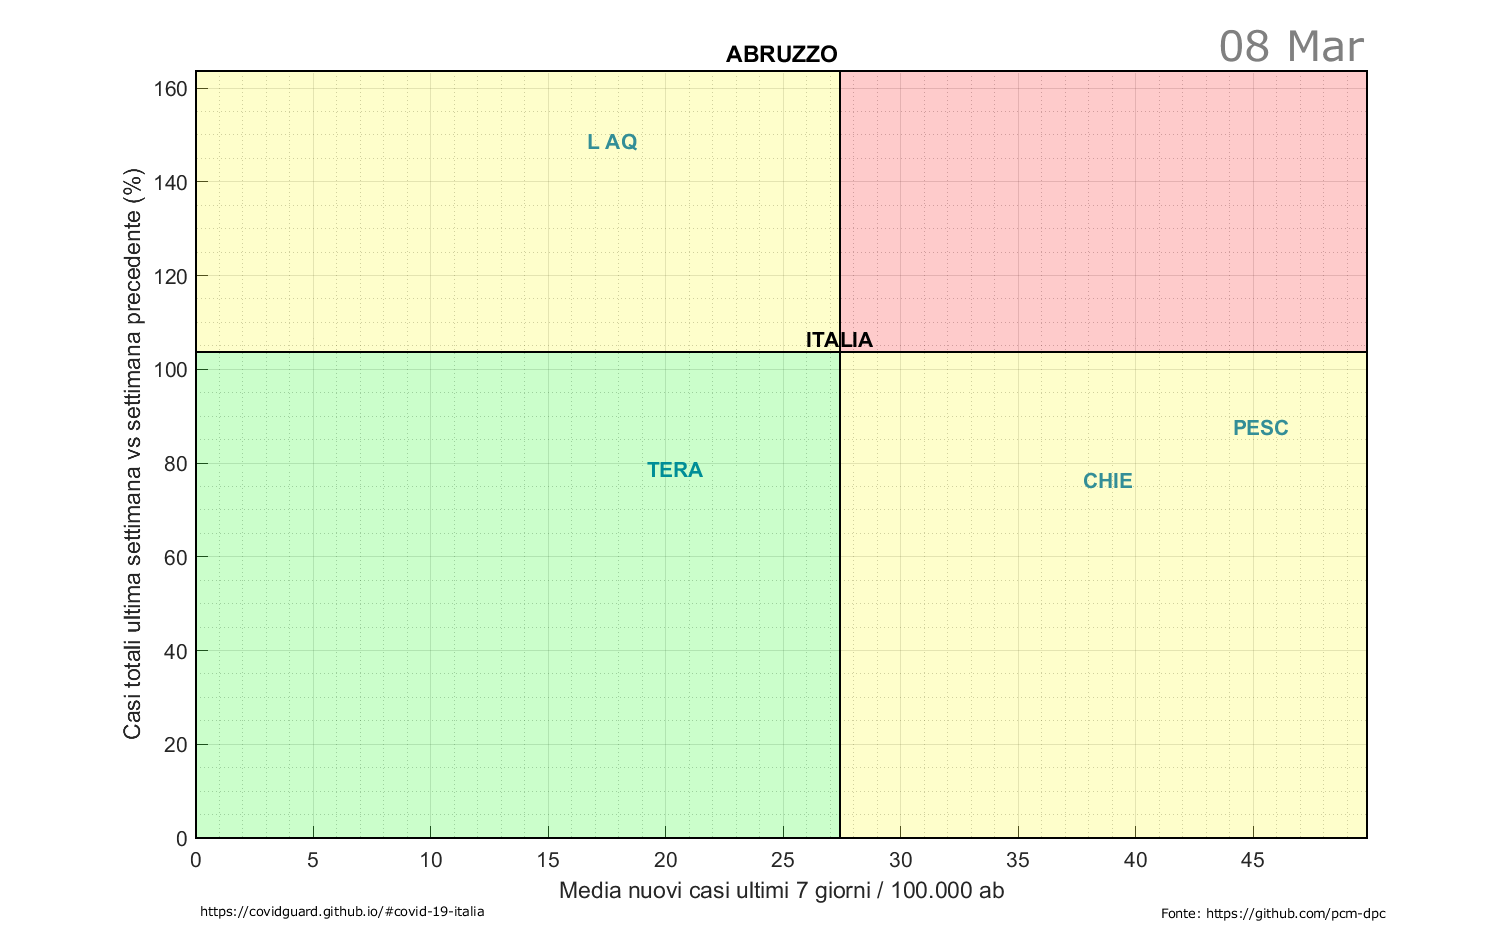 08 Mar
ABRUZZO
Casi totali ultima settimana vs settimana precedente (%)
160
140
120
100
80
60
40
20
0
L AQ
ITALIA
PESC
TERA
CHIE
0 5 10 15 20 25 30 35 40 45
Media nuovi casi ultimi 7 giorni / 100.000 ab
https://covidguard.github.io/#covid-19-italia
Fonte: https://github.com/pcm-dpc